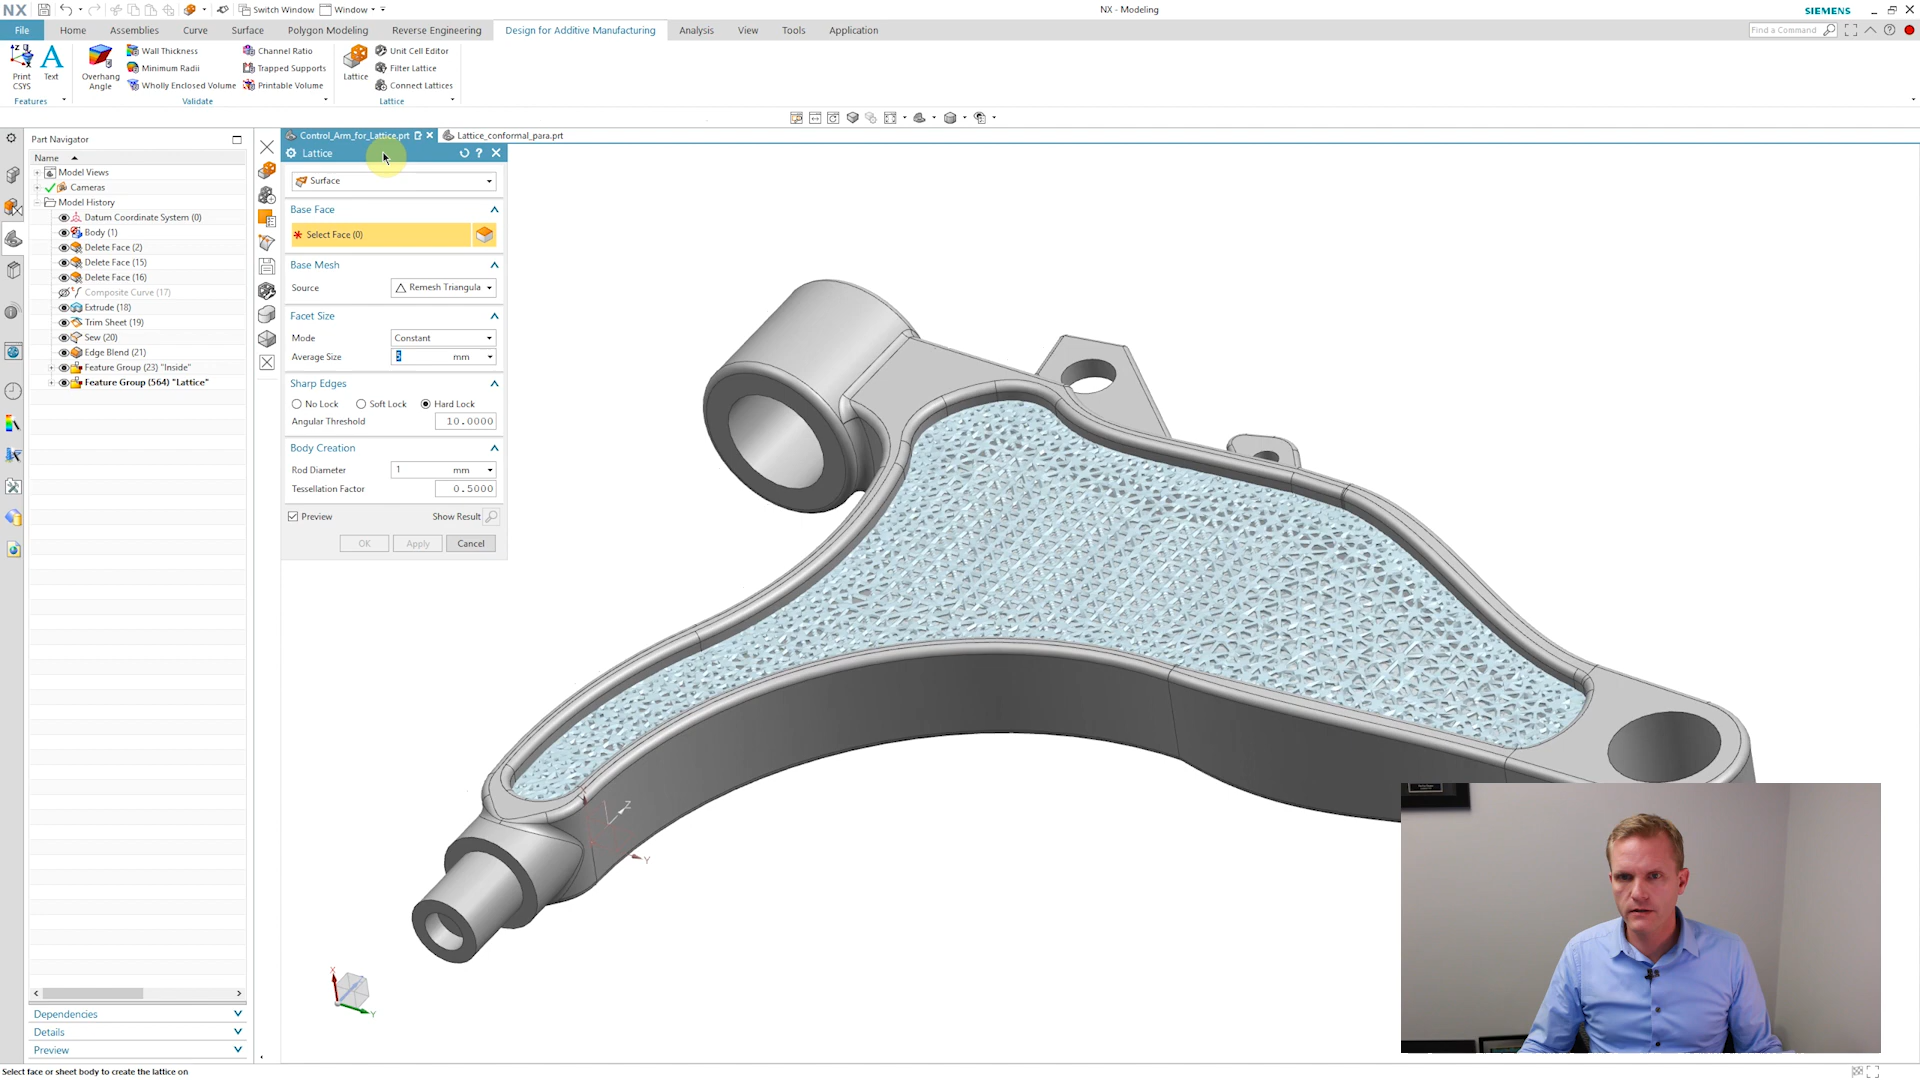 NX
Switch Window
Window
NX - Modeling
SIEMENS
File
Home
Assemblies
Curve
Surface
Polygon Modeling
Reverse Engineering
Design for Additive Manufacturing
Analysis
View
Tools
Application
Find a Command
Print CSYS
Text
Features
Overhang Angle
Wall Thickness
Minimum Radii
Wholly Enclosed Volume
Channel Ratio
Trapped Supports
Printable Volume
Validate
Lattice
Unit Cell Editor
Filter Lattice
Connect Lattices
Lattice
Part Navigator
Name
Model Views
Cameras
Model History
Datum Coordinate System (0)
Body (1)
Delete Face (2)
Delete Face (15)
Delete Face (16)
Composite Curve (17)
Extrude (18)
Trim Sheet (19)
Sew (20)
Edge Blend (21)
Feature Group (23) "Inside"
Feature Group (564) "Lattice"
Dependencies
Details
Preview
Control_Arm_for_Lattice.prt
Lattice_conformal_para.prt
Lattice
Surface
Base Face
* Select Face (0)
Base Mesh
Source
Remesh Triangula
Facet Size
Mode
Constant
Average Size
5 mm
Sharp Edges
No Lock
Soft Lock
Hard Lock
Angular Threshold
10.0000
Body Creation
Rod Diameter
1 mm
Tessellation Factor
0.5000
Preview
Show Result
OK
Apply
Cancel
Z
Y
X
Y
Select face or sheet body to create the lattice on